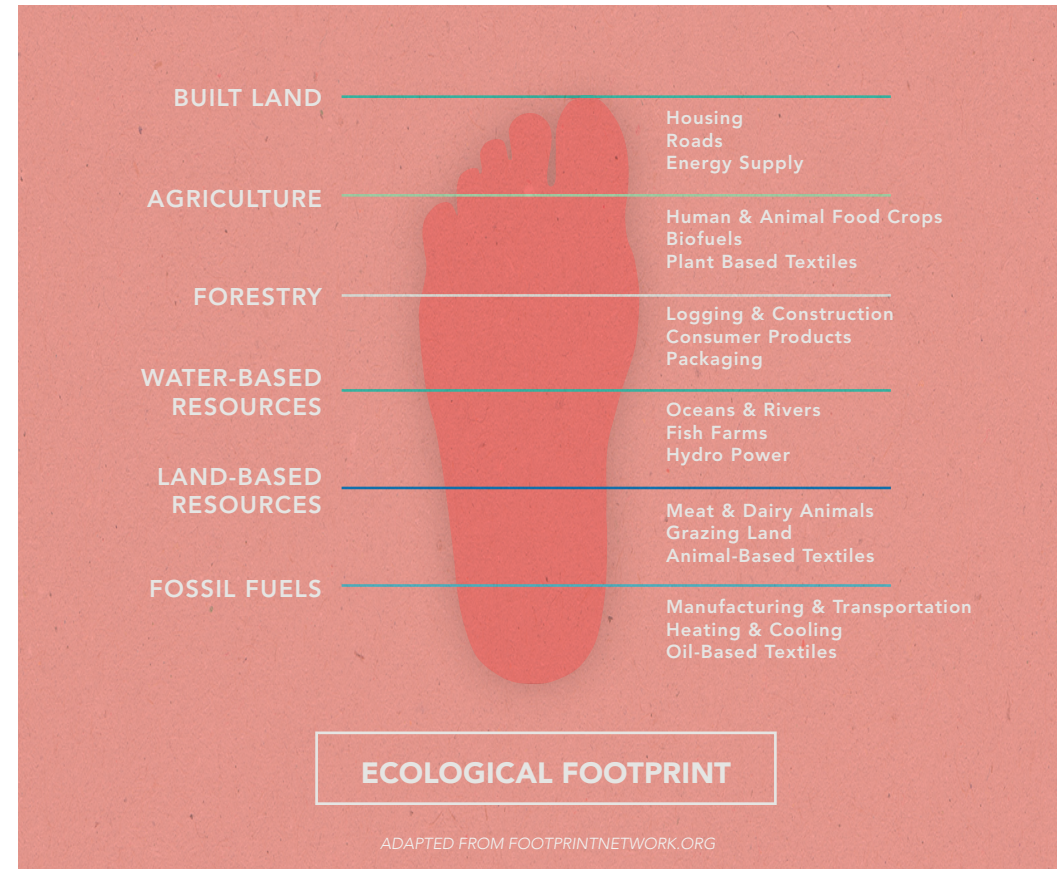 BUILT LAND
Housing
Roads
Energy Supply
AGRICULTURE
Human & Animal Food Crops
Biofuels
Plant Based Textiles
FORESTRY
Logging & Construction
Consumer Products
Packaging
WATER-BASED
RESOURCES
Oceans & Rivers
Fish Farms
Hydro Power
LAND-BASED
RESOURCES
Meat & Dairy Animals
Grazing Land
Animal-Based Textiles
FOSSIL FUELS
Manufacturing & Transportation
Heating & Cooling
Oil-Based Textiles
ECOLOGICAL FOOTPRINT
ADAPTED FROM FOOTPRINTNETWORK.ORG